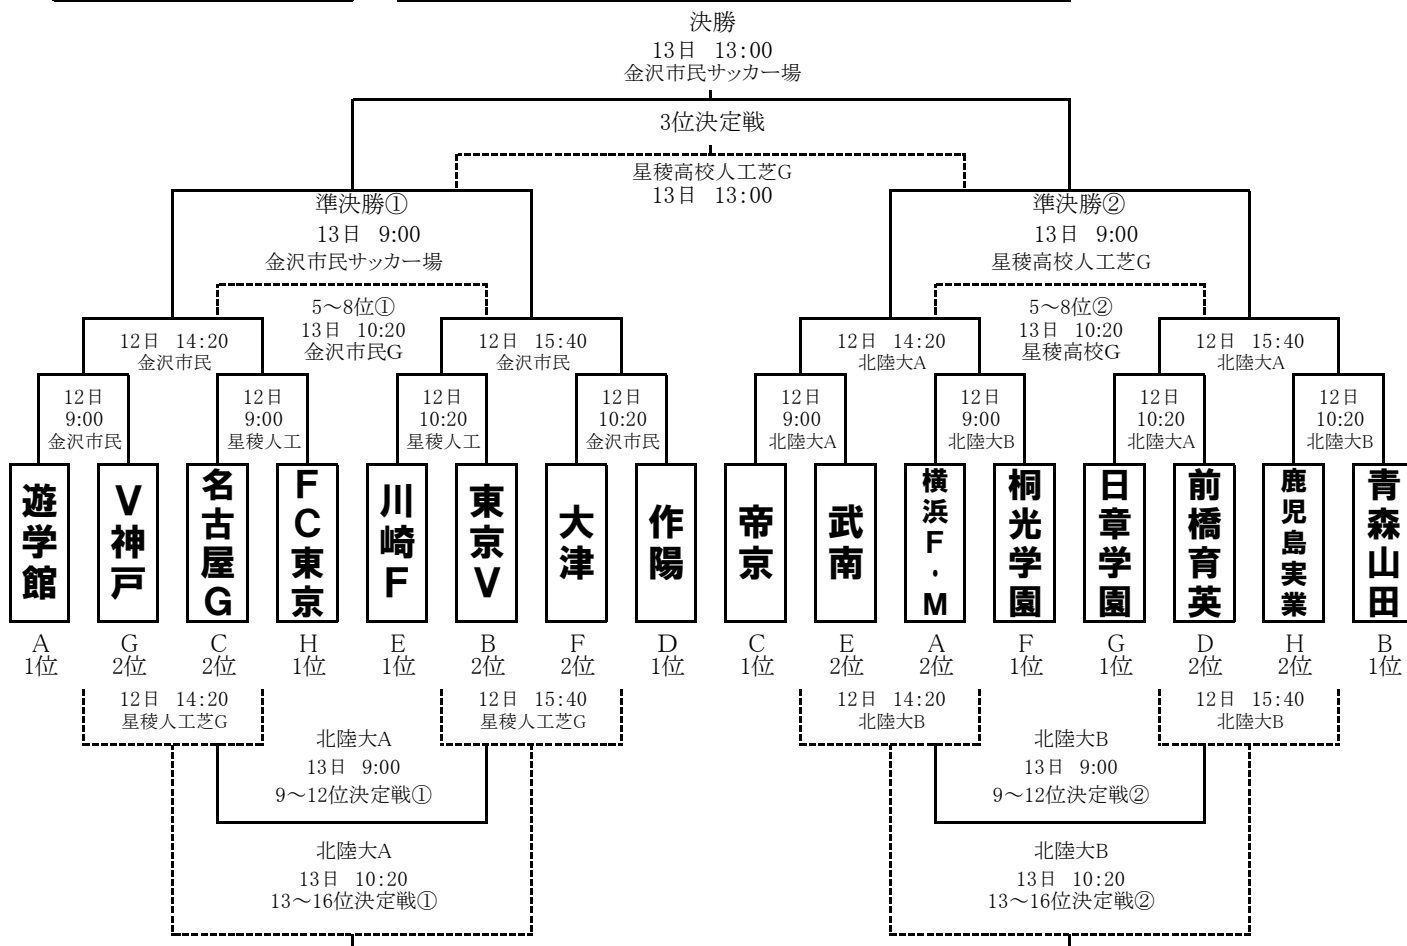 決勝
13日 13:00
金沢市民サッカー場
3位決定戦
星稜高校人工芝G
13日 13:00
準決勝①
13日 9:00
金沢市民サッカー場
準決勝②
13日 9:00
星稜高校人工芝G
5～8位①
13日 10:20
金沢市民G
5～8位②
13日 10:20
星稜高校G
12日 14:20
金沢市民
12日 15:40
金沢市民
12日 14:20
北陸大A
12日 15:40
北陸大A
12日
9:00
金沢市民
12日
9:00
星稜人工
12日
10:20
星稜人工
12日
10:20
金沢市民
12日
9:00
北陸大A
12日
9:00
北陸大B
12日
10:20
北陸大A
12日
10:20
北陸大B
遊学館
V神戸
名古屋G
FC東京
川崎F
東京V
大津
作陽
帝京
武南
横浜F・M
桐光学園
日章学園
前橋育英
鹿児島実業
青森山田
A G C H E B F D C E A F G D H B
1位 2位 2位 1位 1位 2位 2位 1位 1位 2位 2位 1位 1位 2位 2位 1位
12日 14:20
星稜人工芝G
12日 15:40
星稜人工芝G
12日 14:20
北陸大B
12日 15:40
北陸大B
北陸大A
13日 9:00
9～12位決定戦①
北陸大B
13日 9:00
9～12位決定戦②
北陸大A
13日 10:20
13～16位決定戦①
北陸大B
13日 10:20
13～16位決定戦②